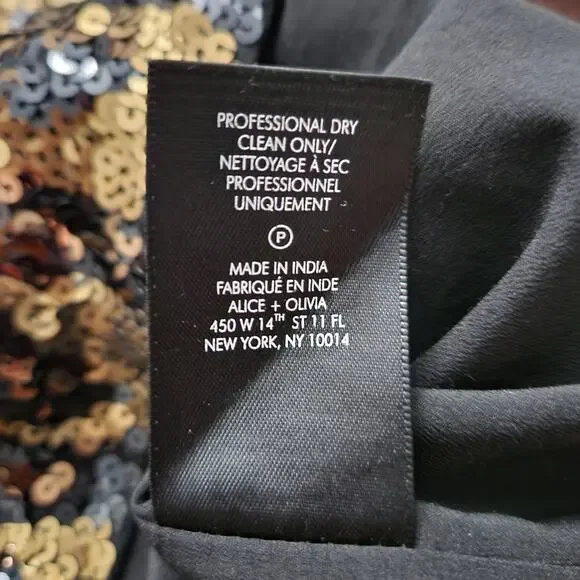 PROFESSIONAL DRY
CLEAN ONLY/
NETTOYAGE À SEC
PROFESSIONNEL
UNIQUEMENT
P
MADE IN INDIA
FABRIQUÉ EN INDE
ALICE + OLIVIA
450 W 14TH ST 11 FL
NEW YORK, NY 10014